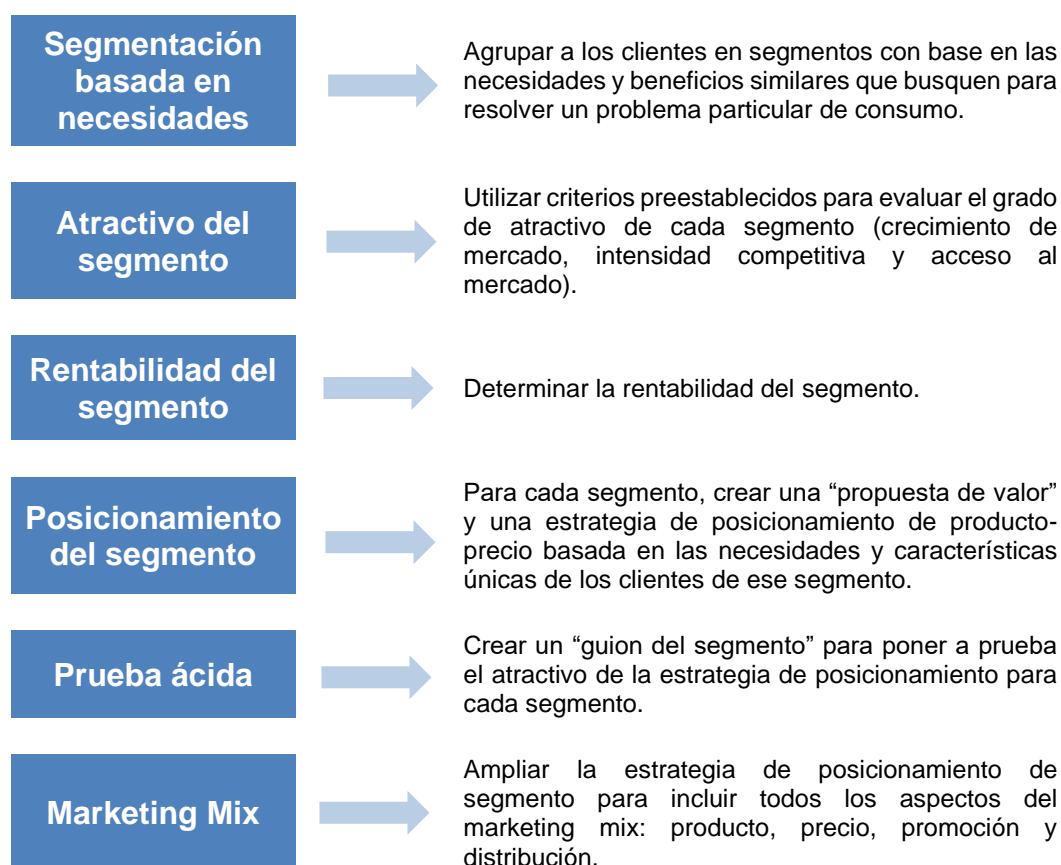 Segmentación
basada en
necesidades
Agrupar a los clientes en segmentos con base en las
necesidades y beneficios similares que busquen para
resolver un problema particular de consumo.
Atractivo del
segmento
Utilizar criterios preestablecidos para evaluar el grado
de atractivo de cada segmento (crecimiento de
mercado, intensidad competitiva y acceso al
mercado).
Rentabilidad del
segmento
Determinar la rentabilidad del segmento.
Posicionamiento
del segmento
Para cada segmento, crear una “propuesta de valor”
y una estrategia de posicionamiento de producto-
precio basada en las necesidades y características
únicas de los clientes de ese segmento.
Prueba ácida
Crear un “guion del segmento” para poner a prueba
el atractivo de la estrategia de posicionamiento para
cada segmento.
Marketing Mix
Ampliar la estrategia de posicionamiento de
segmento para incluir todos los aspectos del
marketing mix: producto, precio, promoción y
distribución.